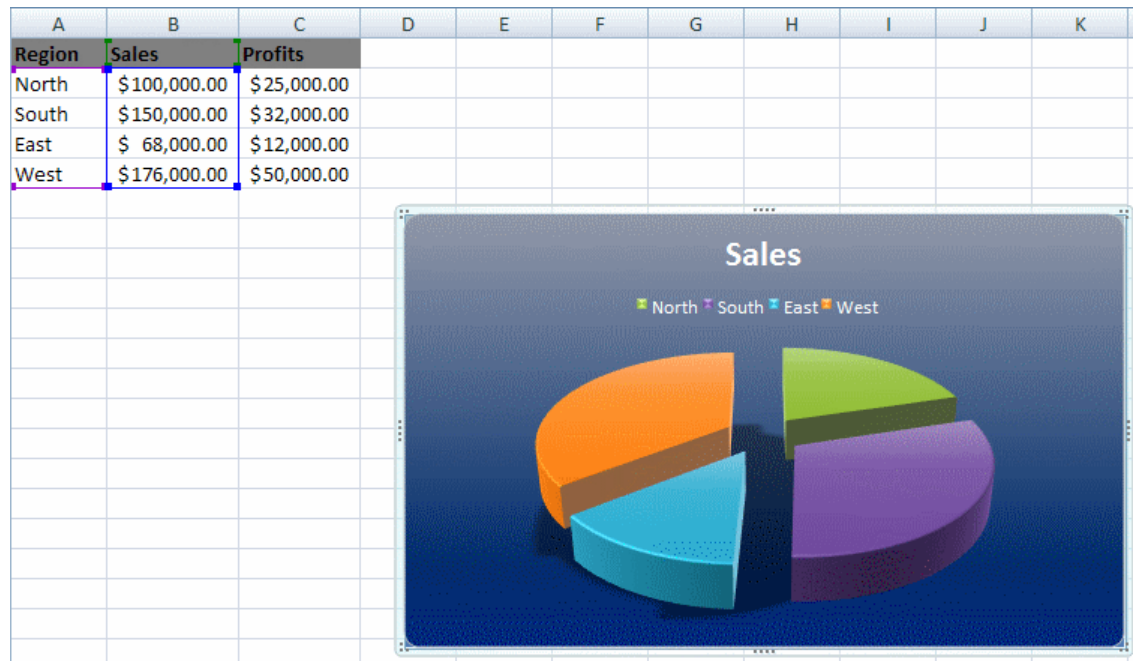 A B C D E F G H I J K
Region Sales Profits
North $100,000.00 $25,000.00
South $150,000.00 $32,000.00
East $ 68,000.00 $12,000.00
West $176,000.00 $50,000.00
Sales
North South East West